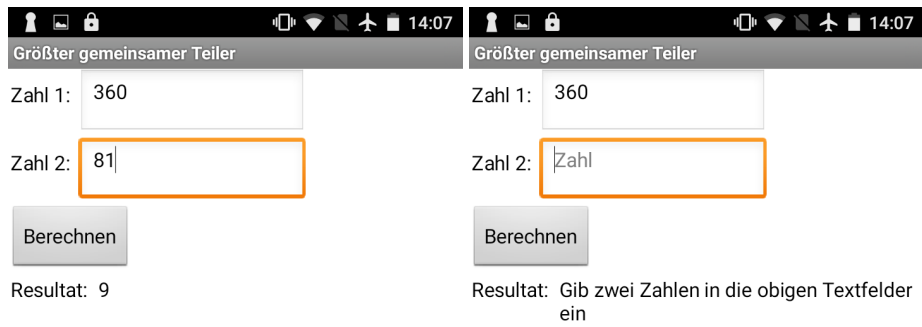 14:07
Größter gemeinsamer Teiler
Zahl 1: 360
Zahl 2: 81
Berechnen
Resultat: 9
14:07
Größter gemeinsamer Teiler
Zahl 1: 360
Zahl 2: Zahl
Berechnen
Resultat: Gib zwei Zahlen in die obigen Textfelder
ein